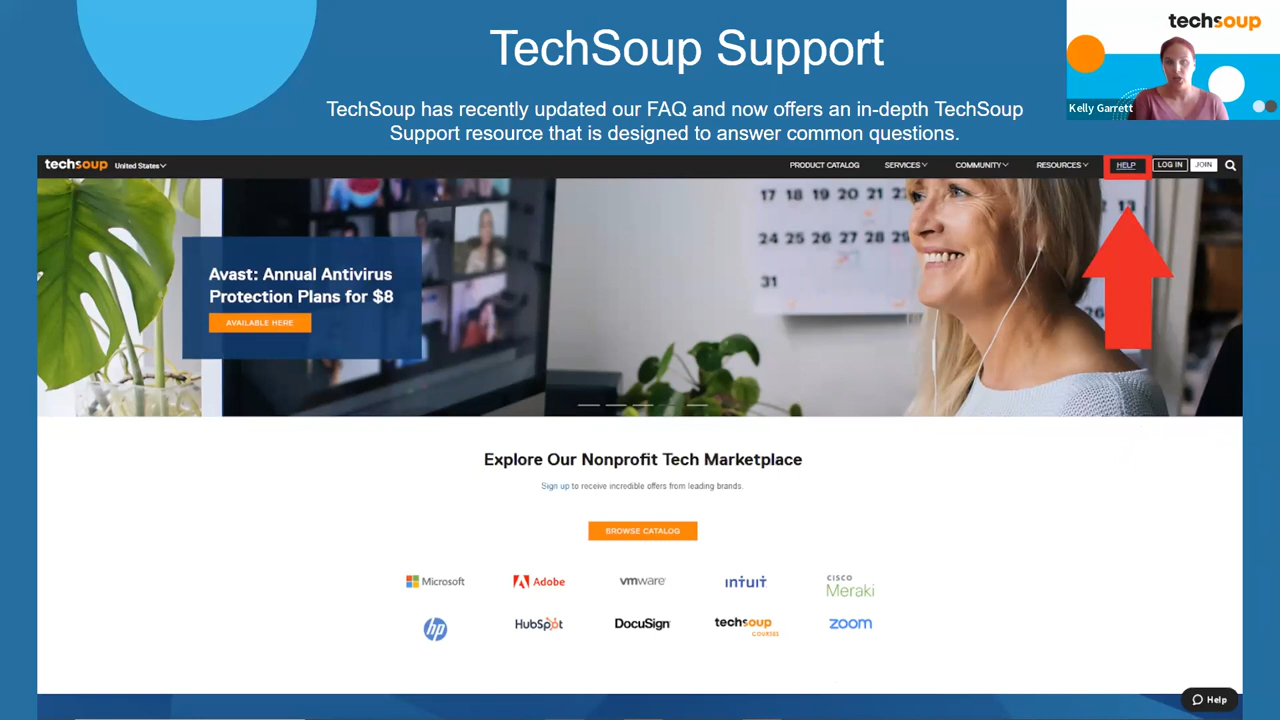 TechSoup Support
techsoup
TechSoup has recently updated our FAQ and now offers an in-depth TechSoup
Support resource that is designed to answer common questions.
Kelly Garrett
techsoup United States PRODUCT CATALOG SERVICES COMMUNITY RESOURCES HELP LOG IN JOIN
17 18 19 20 21 22 13
24 25 26 27 28 29
31
26
Avast: Annual Antivirus
Protection Plans for $8
AVAILABLE HERE
Explore Our Nonprofit Tech Marketplace
Sign up to receive incredible offers from leading brands.
BROWSE CATALOG
Microsoft Adobe vmware INTUIT CISCO Meraki
hp HubSpot DocuSign techsoup COURSES zoom
Help